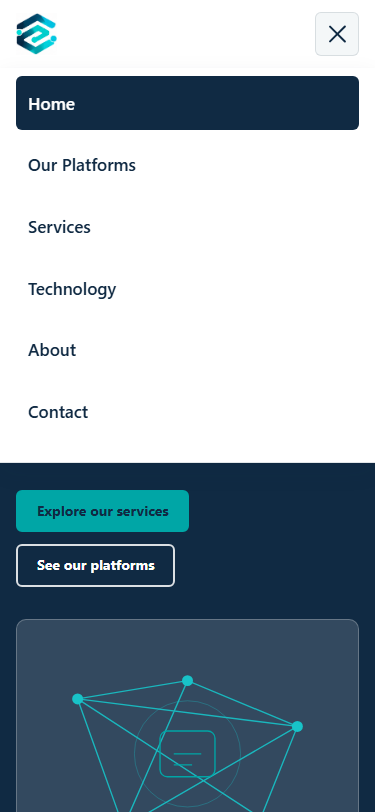 Home
Our Platforms
Services
Technology
About
Contact
Explore our services
See our platforms